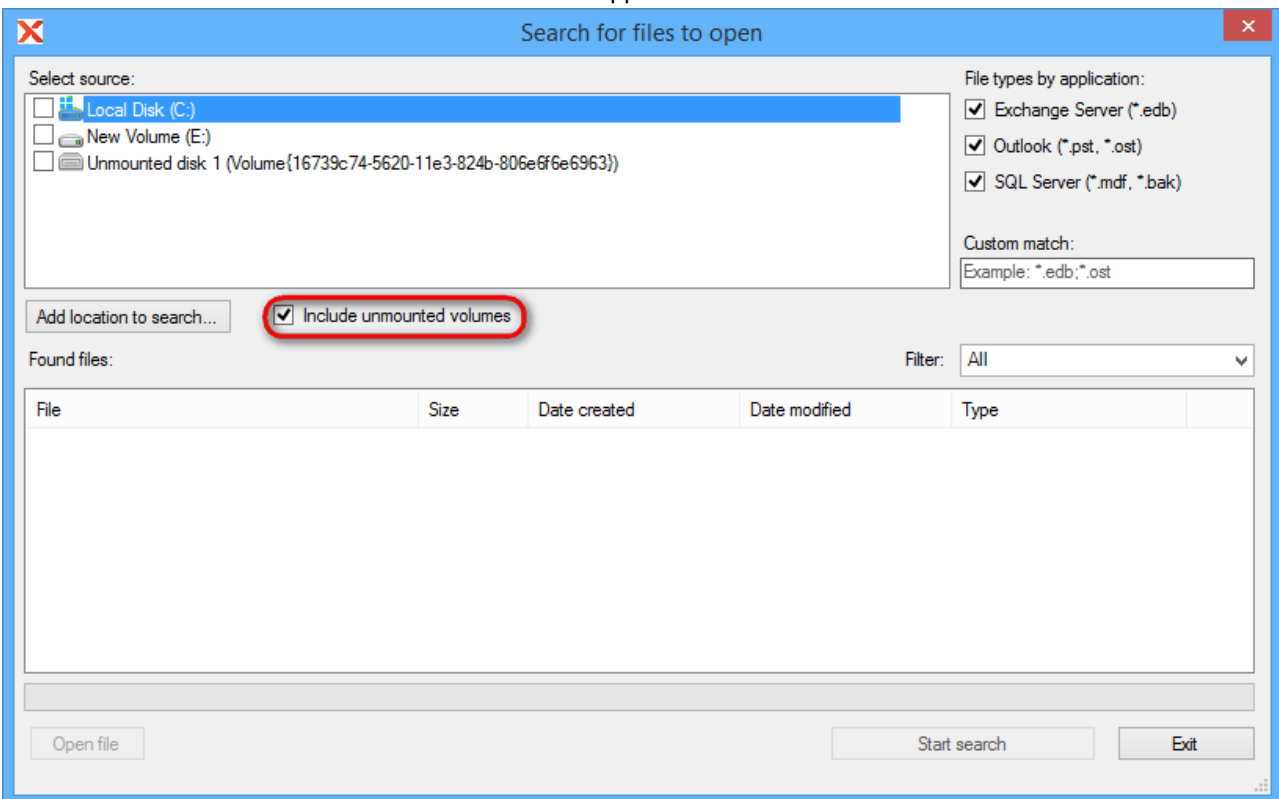 Search for files to open
Select source:
Local Disk (C:)
New Volume (E:)
Unmounted disk 1 (Volume{16739c74-5620-11e3-824b-806e6f6e6963})
File types by application:
Exchange Server (*.edb)
Outlook (*.pst, *.ost)
SQL Server (*.mdf, *.bak)
Custom match:
Example: *.edb;*.ost
Add location to search...
Include unmounted volumes
Found files:
Filter: All
File Size Date created Date modified Type
Open file Start search Exit